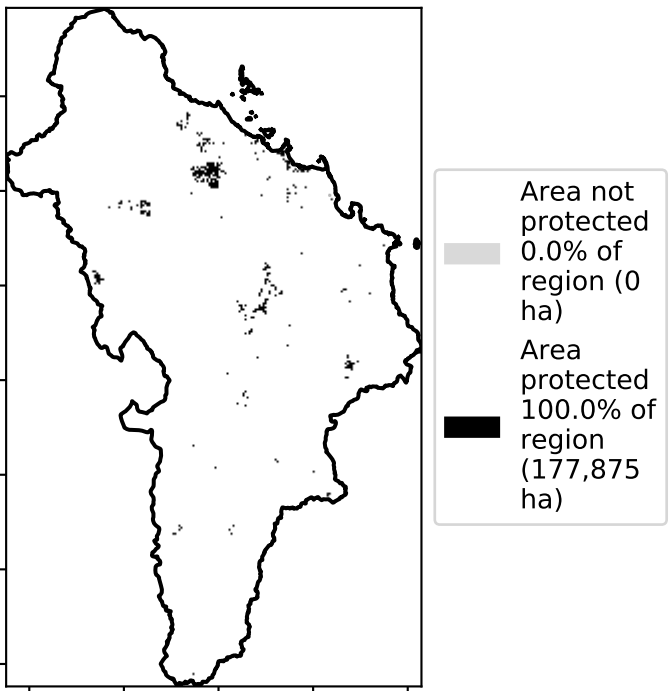 Area not
protected
0.0% of
region (0
ha)
Area
protected
100.0% of
region
(177,875
ha)